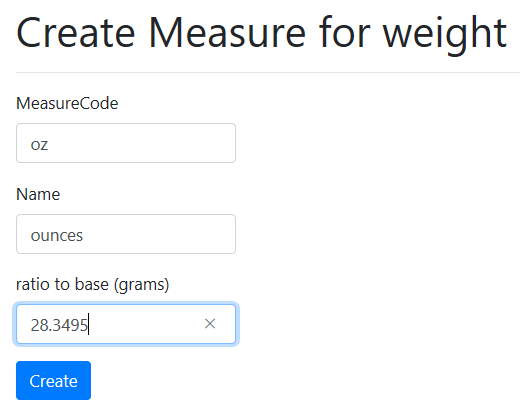 Create Measure for weight
MeasureCode
oz
Name
ounces
ratio to base (grams)
28.3495
Create